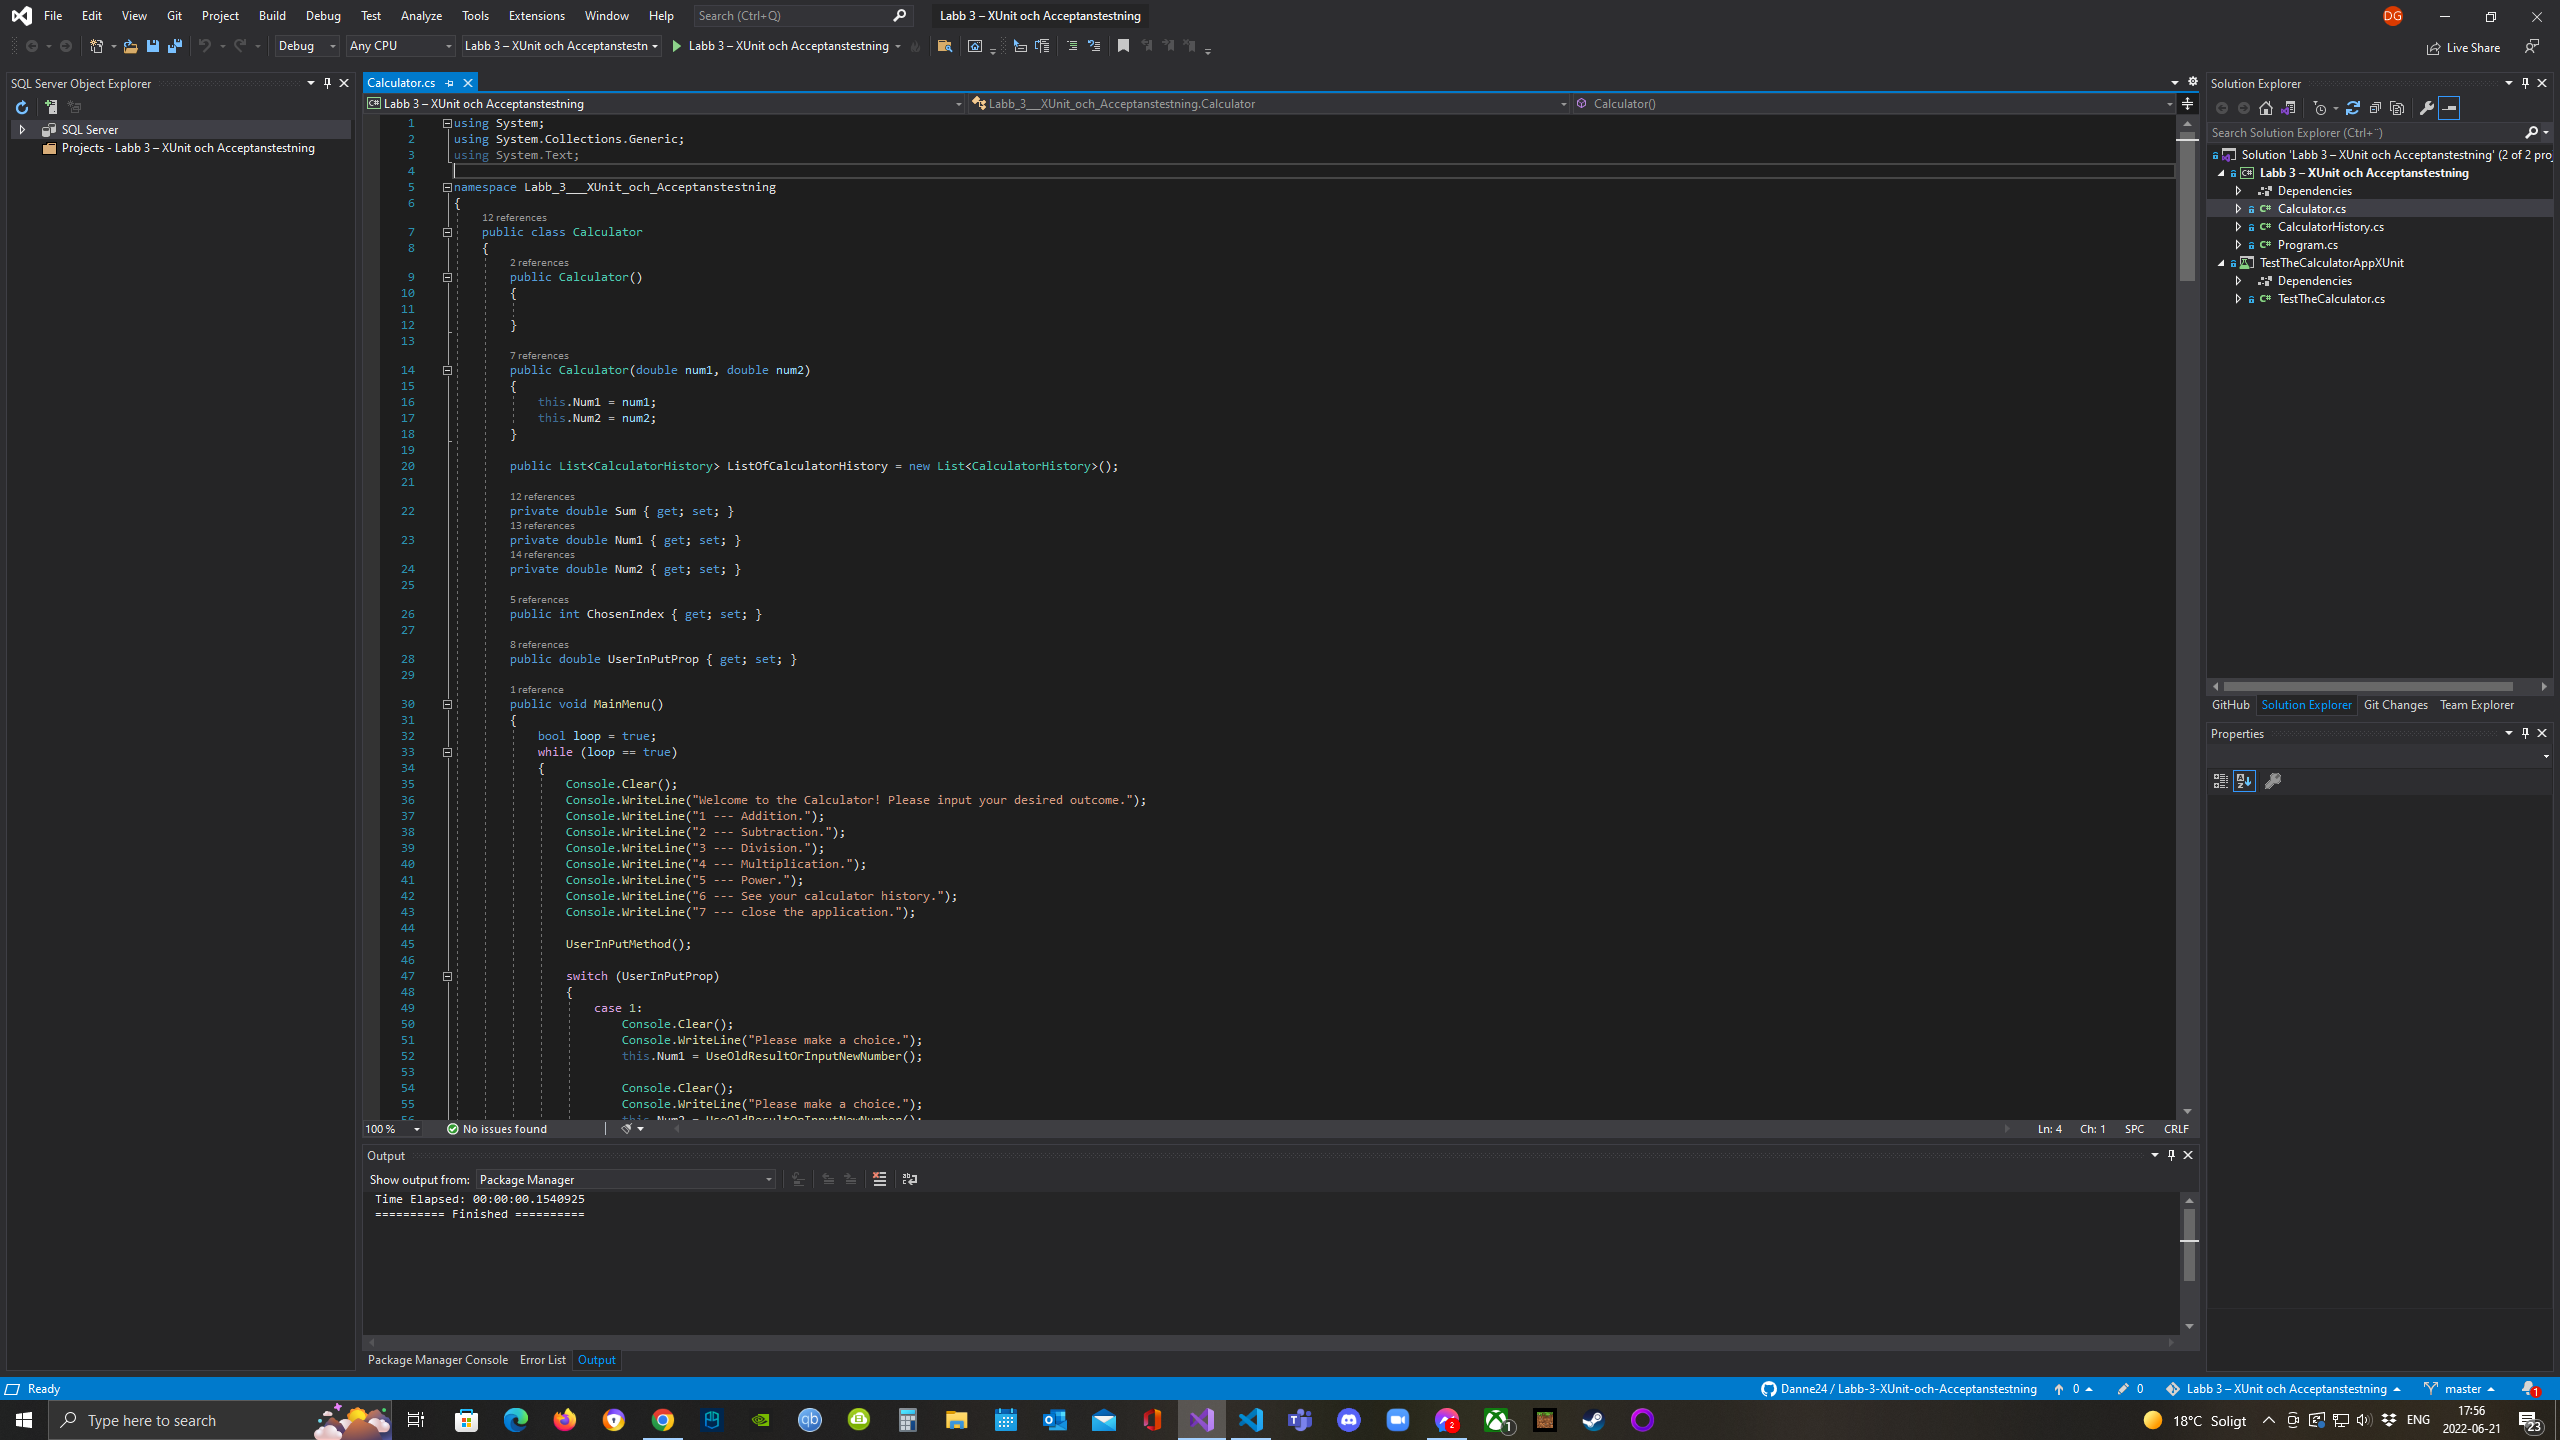 File Edit View Git Project Build Debug Test Analyze Tools Extensions Window Help Search (Ctrl+Q) Labb 3 – XUnit och Acceptanstestning DG
Debug Any CPU Labb 3 – XUnit och Acceptanstestn Labb 3 – XUnit och Acceptanstestning Live Share
SQL Server Object Explorer
SQL Server
Projects - Labb 3 – XUnit och Acceptanstestning
Calculator.cs
Labb 3 – XUnit och Acceptanstestning Labb_3___XUnit_och_Acceptanstestning.Calculator Calculator()
1 using System;
2 using System.Collections.Generic;
3 using System.Text;
4
5 namespace Labb_3___XUnit_och_Acceptanstestning
6 {
12 references
7 public class Calculator
8 {
2 references
9 public Calculator()
10 {
11
12 }
13
7 references
14 public Calculator(double num1, double num2)
15 {
16 this.Num1 = num1;
17 this.Num2 = num2;
18 }
19
20 public List<CalculatorHistory> ListOfCalculatorHistory = new List<CalculatorHistory>();
21
12 references
22 private double Sum { get; set; }
13 references
23 private double Num1 { get; set; }
14 references
24 private double Num2 { get; set; }
25
5 references
26 public int ChosenIndex { get; set; }
27
8 references
28 public double UserInPutProp { get; set; }
29
1 reference
30 public void MainMenu()
31 {
32 bool loop = true;
33 while (loop == true)
34 {
35 Console.Clear();
36 Console.WriteLine("Welcome to the Calculator! Please input your desired outcome.");
37 Console.WriteLine("1 --- Addition.");
38 Console.WriteLine("2 --- Subtraction.");
39 Console.WriteLine("3 --- Division.");
40 Console.WriteLine("4 --- Multiplication.");
41 Console.WriteLine("5 --- Power.");
42 Console.WriteLine("6 --- See your calculator history.");
43 Console.WriteLine("7 --- close the application.");
44
45 UserInPutMethod();
46
47 switch (UserInPutProp)
48 {
49 case 1:
50 Console.Clear();
51 Console.WriteLine("Please make a choice.");
52 this.Num1 = UseOldResultOrInputNewNumber();
53
54 Console.Clear();
55 Console.WriteLine("Please make a choice.");
56 this.Num2 = UseOldResultOrInputNewNumber();
100 % No issues found Ln: 4 Ch: 1 SPC CRLF
Output
Show output from: Package Manager
Time Elapsed: 00:00:00.1540925
========== Finished ==========
Package Manager Console Error List Output
Solution Explorer
Search Solution Explorer (Ctrl+¨)
Solution 'Labb 3 – XUnit och Acceptanstestning' (2 of 2 proj
Labb 3 – XUnit och Acceptanstestning
Dependencies
C# Calculator.cs
C# CalculatorHistory.cs
C# Program.cs
TestTheCalculatorAppXUnit
Dependencies
C# TestTheCalculator.cs
GitHub Solution Explorer Git Changes Team Explorer
Properties
Ready Danne24 / Labb-3-XUnit-och-Acceptanstestning 0 0 Labb 3 – XUnit och Acceptanstestning master 1
Type here to search qb 2 1 18°C Soligt ENG 17:56
2022-06-21 23